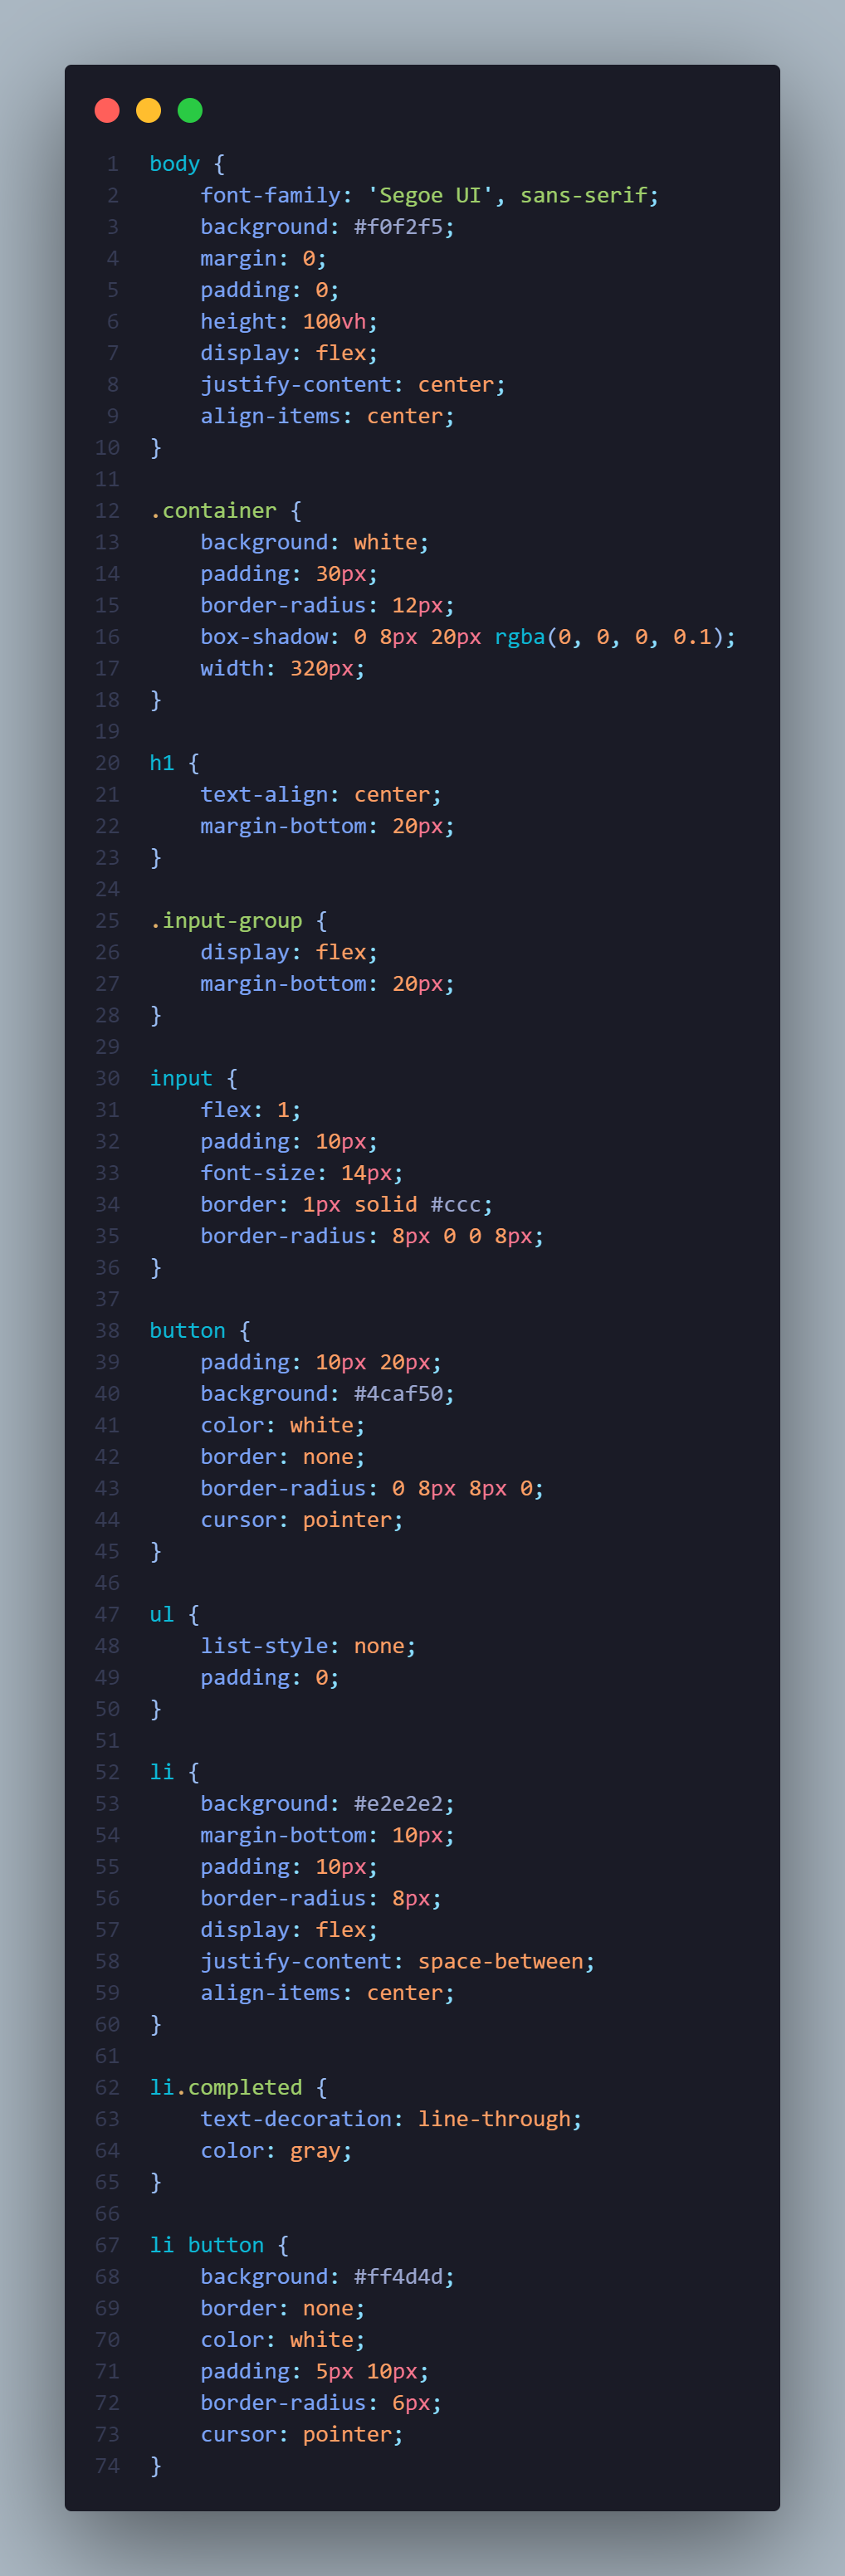 1 body {
2     font-family: 'Segoe UI', sans-serif;
3     background: #f0f2f5;
4     margin: 0;
5     padding: 0;
6     height: 100vh;
7     display: flex;
8     justify-content: center;
9     align-items: center;
10 }
11
12 .container {
13     background: white;
14     padding: 30px;
15     border-radius: 12px;
16     box-shadow: 0 8px 20px rgba(0, 0, 0, 0.1);
17     width: 320px;
18 }
19
20 h1 {
21     text-align: center;
22     margin-bottom: 20px;
23 }
24
25 .input-group {
26     display: flex;
27     margin-bottom: 20px;
28 }
29
30 input {
31     flex: 1;
32     padding: 10px;
33     font-size: 14px;
34     border: 1px solid #ccc;
35     border-radius: 8px 0 0 8px;
36 }
37
38 button {
39     padding: 10px 20px;
40     background: #4caf50;
41     color: white;
42     border: none;
43     border-radius: 0 8px 8px 0;
44     cursor: pointer;
45 }
46
47 ul {
48     list-style: none;
49     padding: 0;
50 }
51
52 li {
53     background: #e2e2e2;
54     margin-bottom: 10px;
55     padding: 10px;
56     border-radius: 8px;
57     display: flex;
58     justify-content: space-between;
59     align-items: center;
60 }
61
62 li.completed {
63     text-decoration: line-through;
64     color: gray;
65 }
66
67 li button {
68     background: #ff4d4d;
69     border: none;
70     color: white;
71     padding: 5px 10px;
72     border-radius: 6px;
73     cursor: pointer;
74 }